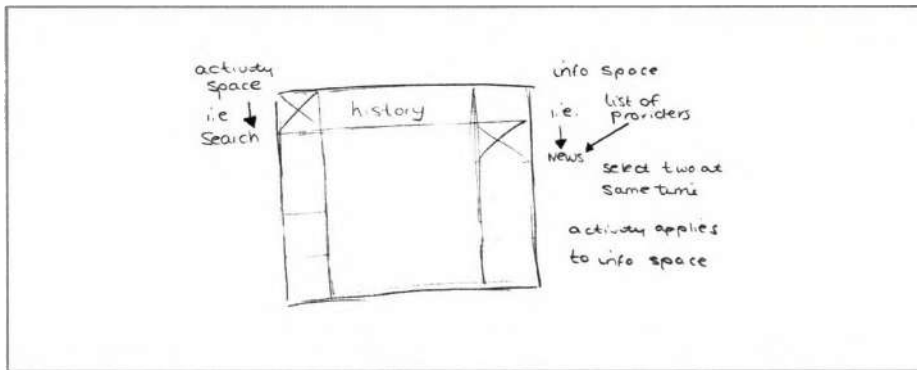 activity
space
i.e
Search
history
info space
i.e.
list of
providers
News
select two at
same time
activity applies
to info space